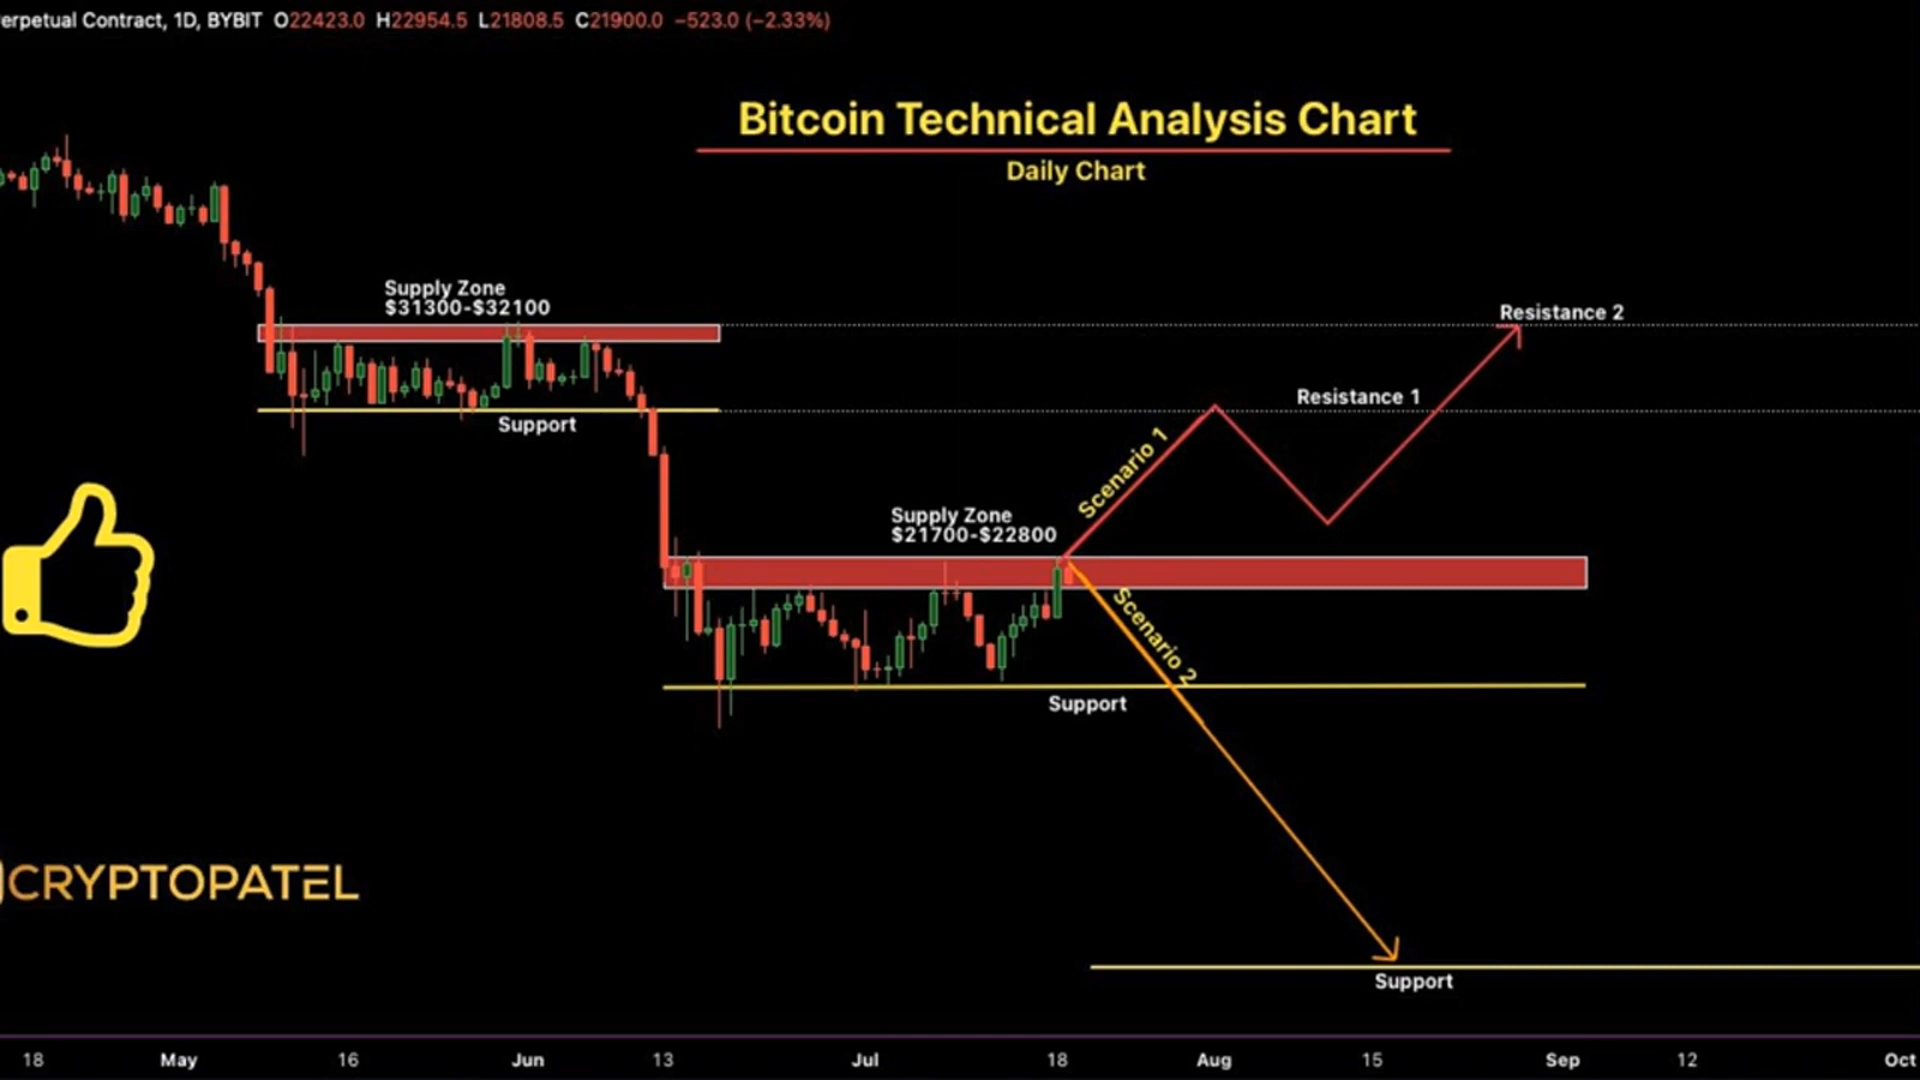 erpetual Contract, 1D, BYBIT O22423.0 H22954.5 L21808.5 C21900.0 −523.0 (−2.33%)
Bitcoin Technical Analysis Chart
Daily Chart
Supply Zone
$31300-$32100
Resistance 2
Resistance 1
Support
Scenario 1
Supply Zone
$21700-$22800
Scenario 2
Support
CRYPTOPATEL
Support
18 May 16 Jun 13 Jul 18 Aug 15 Sep 12 Oct